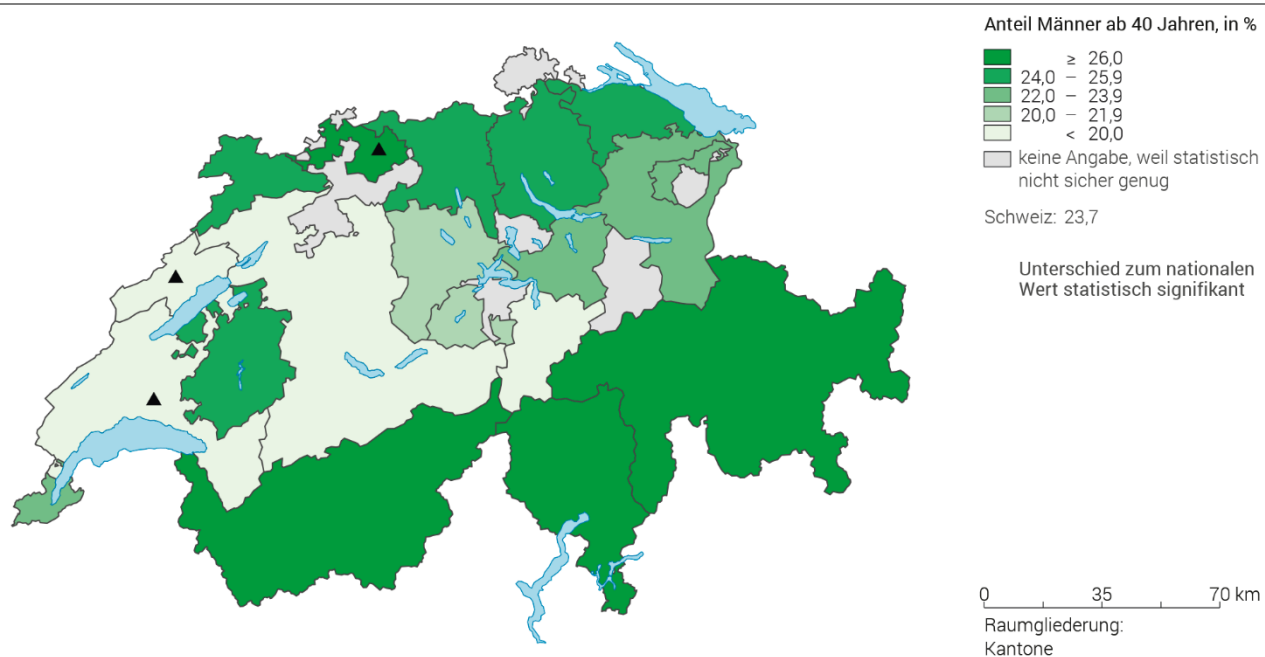 Anteil Männer ab 40 Jahren, in %
≥ 26,0
24,0 – 25,9
22,0 – 23,9
20,0 – 21,9
< 20,0
keine Angabe, weil statistisch
nicht sicher genug
Schweiz: 23,7
Unterschied zum nationalen
Wert statistisch signifikant
0 35 70 km
Raumgliederung:
Kantone